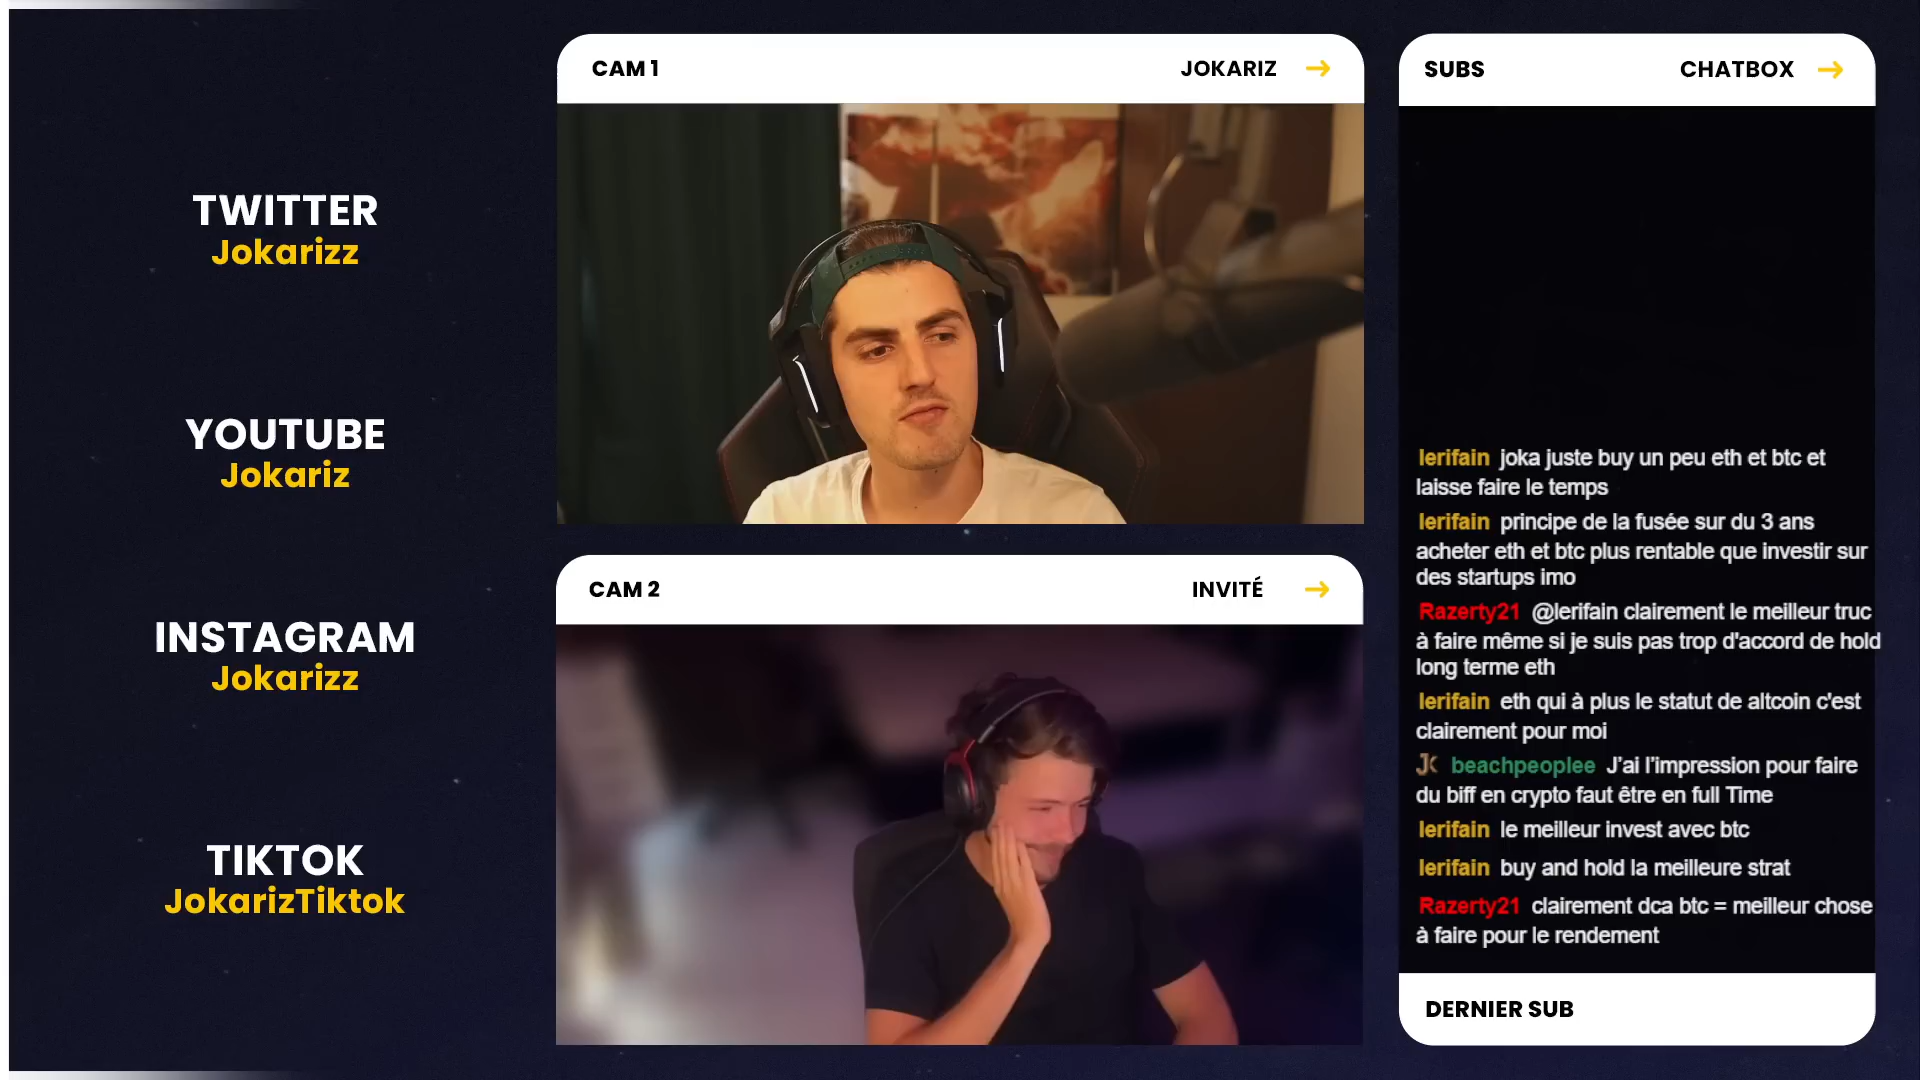 TWITTER
Jokarizz
YOUTUBE
Jokariz
INSTAGRAM
Jokarizz
TIKTOK
JokarizTiktok
CAM 1 JOKARIZ
CAM 2 INVITÉ
SUBS CHATBOX
lerifain joka juste buy un peu eth et btc et
laisse faire le temps
lerifain principe de la fusée sur du 3 ans
acheter eth et btc plus rentable que investir sur
des startups imo
Razerty21 @lerifain clairement le meilleur truc
à faire même si je suis pas trop d'accord de hold
long terme eth
lerifain eth qui à plus le statut de altcoin c'est
clairement pour moi
JK beachpeoplee J'ai l'impression pour faire
du biff en crypto faut être en full Time
lerifain le meilleur invest avec btc
lerifain buy and hold la meilleure strat
Razerty21 clairement dca btc = meilleur chose
à faire pour le rendement
DERNIER SUB